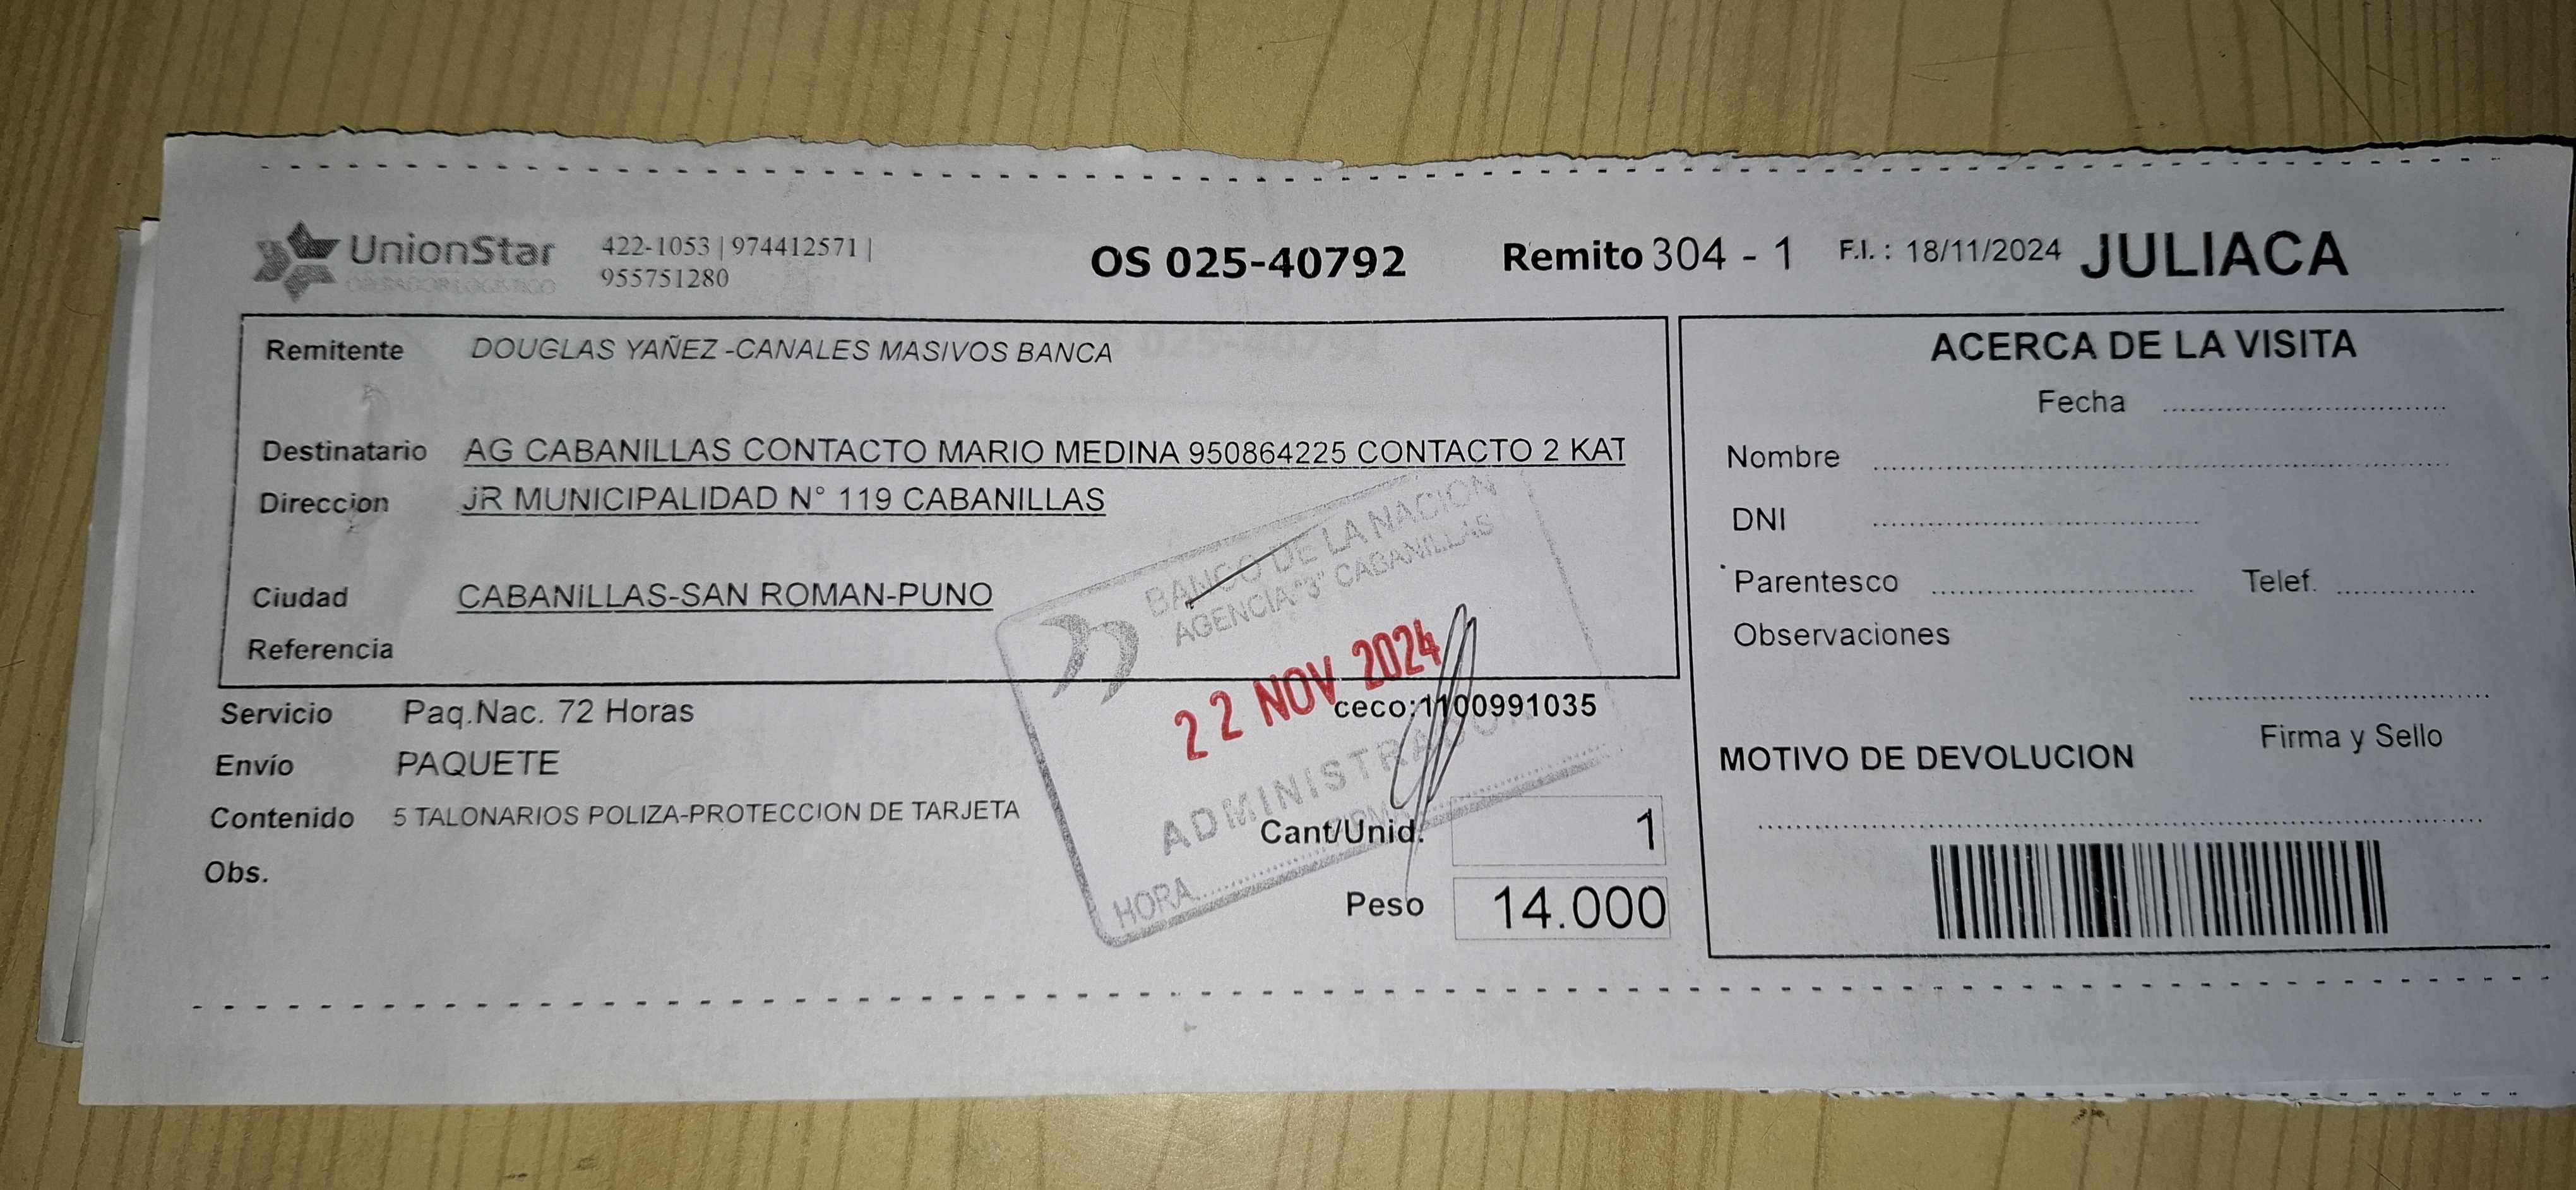 UnionStar
OPERADOR LOGISTICO
422-1053 | 974412571 |
955751280
OS 025-40792
Remito 304 - 1
F.I. : 18/11/2024
JULIACA
Remitente DOUGLAS YAÑEZ -CANALES MASIVOS BANCA
Destinatario AG CABANILLAS CONTACTO MARIO MEDINA 950864225 CONTACTO 2 KAT
Direccion JR MUNICIPALIDAD N° 119 CABANILLAS
Ciudad CABANILLAS-SAN ROMAN-PUNO
Referencia
BANCO DE LA NACION
AGENCIA "3" CABANILLAS
22 NOV 2024
ADMINISTRADOR
HORA
Servicio Paq.Nac. 72 Horas
ceco:1100991035
Envío PAQUETE
Contenido 5 TALONARIOS POLIZA-PROTECCION DE TARJETA
Cant/Unid. 1
Obs.
Peso 14.000
ACERCA DE LA VISITA
Fecha
Nombre
DNI
Parentesco Telef.
Observaciones
Firma y Sello
MOTIVO DE DEVOLUCION